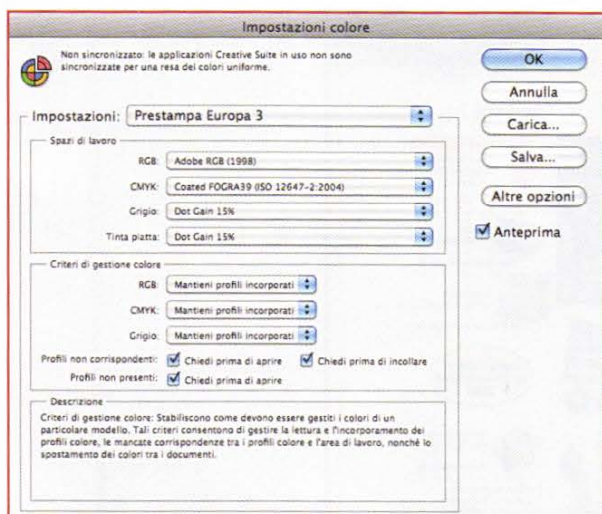 Impostazioni colore
Non sincronizzato: le applicazioni Creative Suite in uso non sono
sincronizzate per una resa dei colori uniforme.
OK
Annulla
Carica...
Salva...
Altre opzioni
Anteprima
Impostazioni: Prestampa Europa 3
Spazi di lavoro
RGB: Adobe RGB (1998)
CMYK: Coated FOGRA39 (ISO 12647-2:2004)
Grigio: Dot Gain 15%
Tinta piatta: Dot Gain 15%
Criteri di gestione colore
RGB: Mantieni profili incorporati
CMYK: Mantieni profili incorporati
Grigio: Mantieni profili incorporati
Profili non corrispondenti: Chiedi prima di aprire Chiedi prima di incollare
Profili non presenti: Chiedi prima di aprire
Descrizione
Criteri di gestione colore: Stabiliscono come devono essere gestiti i colori di un
particolare modello. Tali criteri consentono di gestire la lettura e l'incorporamento dei
profili colore, le mancate corrispondenze tra i profili colore e l'area di lavoro, nonché lo
spostamento dei colori tra i documenti.